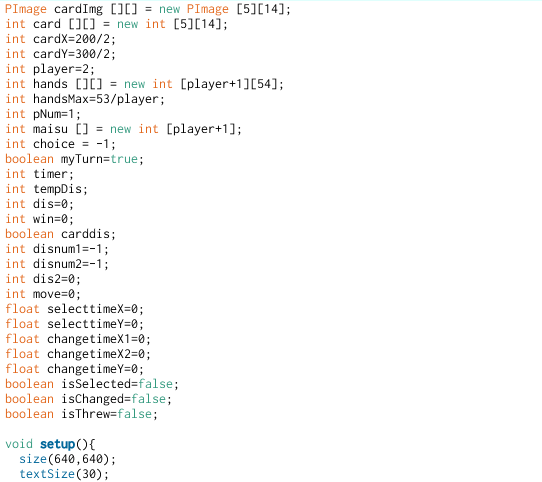 PImage cardImg [][] = new PImage [5][14];
int card [][] = new int [5][14];
int cardX=200/2;
int cardY=300/2;
int player=2;
int hands [][] = new int [player+1][54];
int handsMax=53/player;
int pNum=1;
int maisu [] = new int [player+1];
int choice = -1;
boolean myTurn=true;
int timer;
int tempDis;
int dis=0;
int win=0;
boolean carddis;
int disnum1=-1;
int disnum2=-1;
int dis2=0;
int move=0;
float selecttimeX=0;
float selecttimeY=0;
float changetimeX1=0;
float changetimeX2=0;
float changetimeY=0;
boolean isSelected=false;
boolean isChanged=false;
boolean isThrew=false;

void setup(){
  size(640,640);
  textSize(30);